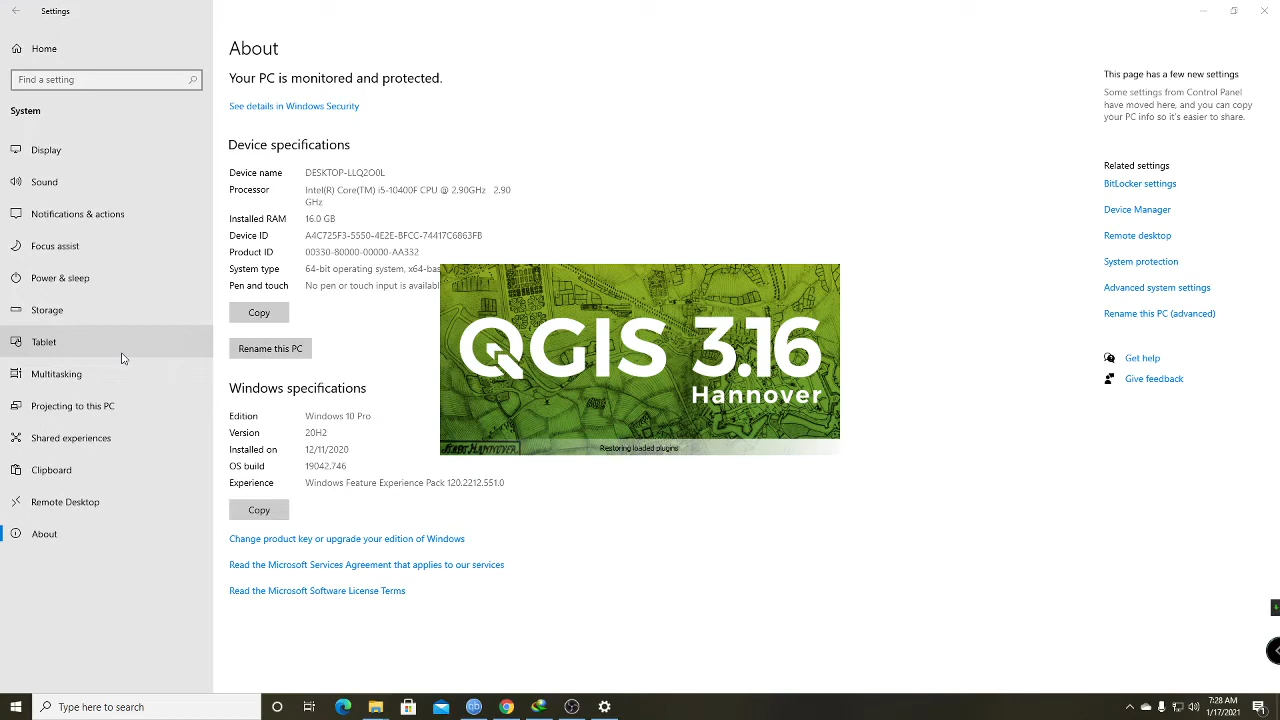 Settings
Home
Find a setting
System
Display
Sound
Notifications & actions
Focus assist
Power & sleep
Storage
Tablet
Multitasking
Projecting to this PC
Shared experiences
Clipboard
Remote Desktop
About
About
Your PC is monitored and protected.
See details in Windows Security
Device specifications
Device name DESKTOP-LLQ2O0L
Processor Intel(R) Core(TM) i5-10400F CPU @ 2.90GHz 2.90
GHz
Installed RAM 16.0 GB
Device ID A4C725F3-5550-4E2E-BFCC-74417C6863FB
Product ID 00330-80000-00000-AA332
System type 64-bit operating system, x64-bas
Pen and touch No pen or touch input is availabl
Copy
Rename this PC
QGIS 3.16
Hannover
Restoring loaded plugins
Windows specifications
Edition Windows 10 Pro
Version 20H2
Installed on 12/11/2020
OS build 19042.746
Experience Windows Feature Experience Pack 120.2212.551.0
Copy
Change product key or upgrade your edition of Windows
Read the Microsoft Services Agreement that applies to our services
Read the Microsoft Software License Terms
This page has a few new settings
Some settings from Control Panel
have moved here, and you can copy
your PC info so it's easier to share.
Related settings
BitLocker settings
Device Manager
Remote desktop
System protection
Advanced system settings
Rename this PC (advanced)
Get help
Give feedback
Type here to search
7:28 AM
1/17/2021